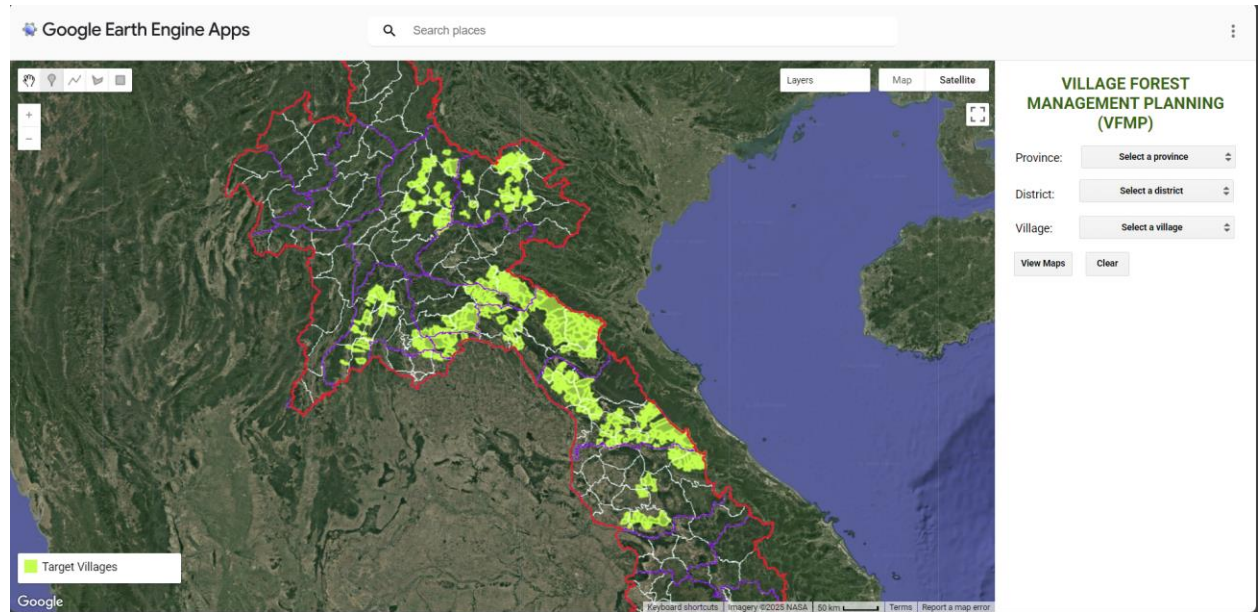 Google Earth Engine Apps
Search places
Layers
Map
Satellite
+
−
VILLAGE FOREST
MANAGEMENT PLANNING
(VFMP)
Province:
Select a province
District:
Select a district
Village:
Select a village
View Maps
Clear
Target Villages
Google
Keyboard shortcuts
Imagery ©2025 NASA
50 km
Terms
Report a map error